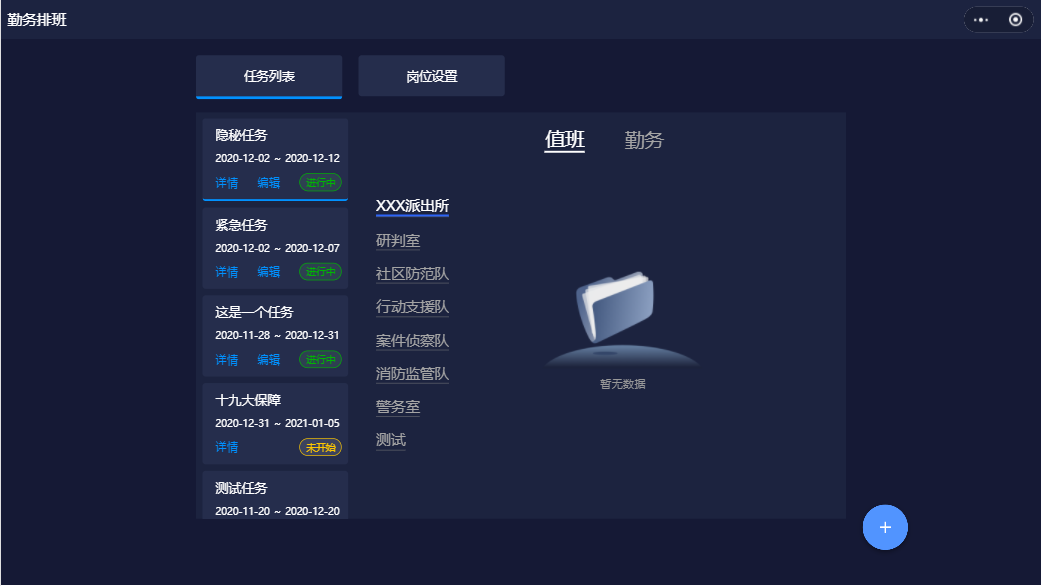 勤务排班
任务列表
岗位设置
隐秘任务
2020-12-02 ~ 2020-12-12
详情 编辑 进行中
紧急任务
2020-12-02 ~ 2020-12-07
详情 编辑 进行中
这是一个任务
2020-11-28 ~ 2020-12-31
详情 编辑 进行中
十九大保障
2020-12-31 ~ 2021-01-05
详情 未开始
测试任务
2020-11-20 ~ 2020-12-20
值班 勤务
XXX派出所
研判室
社区防范队
行动支援队
案件侦察队
消防监管队
警务室
测试
暂无数据
+